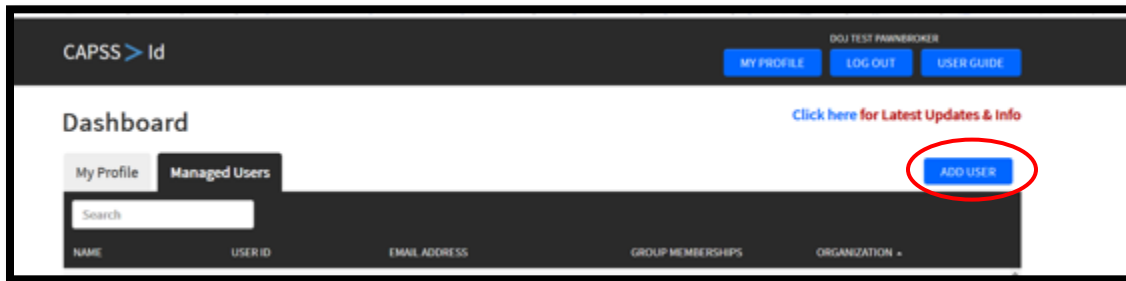 CAPSS > Id
DOJ TEST PAWNBROKER
MY PROFILE LOG OUT USER GUIDE
Dashboard
Click here for Latest Updates & Info
My Profile Managed Users ADD USER
Search
NAME USER ID EMAIL ADDRESS GROUP MEMBERSHIPS ORGANIZATION